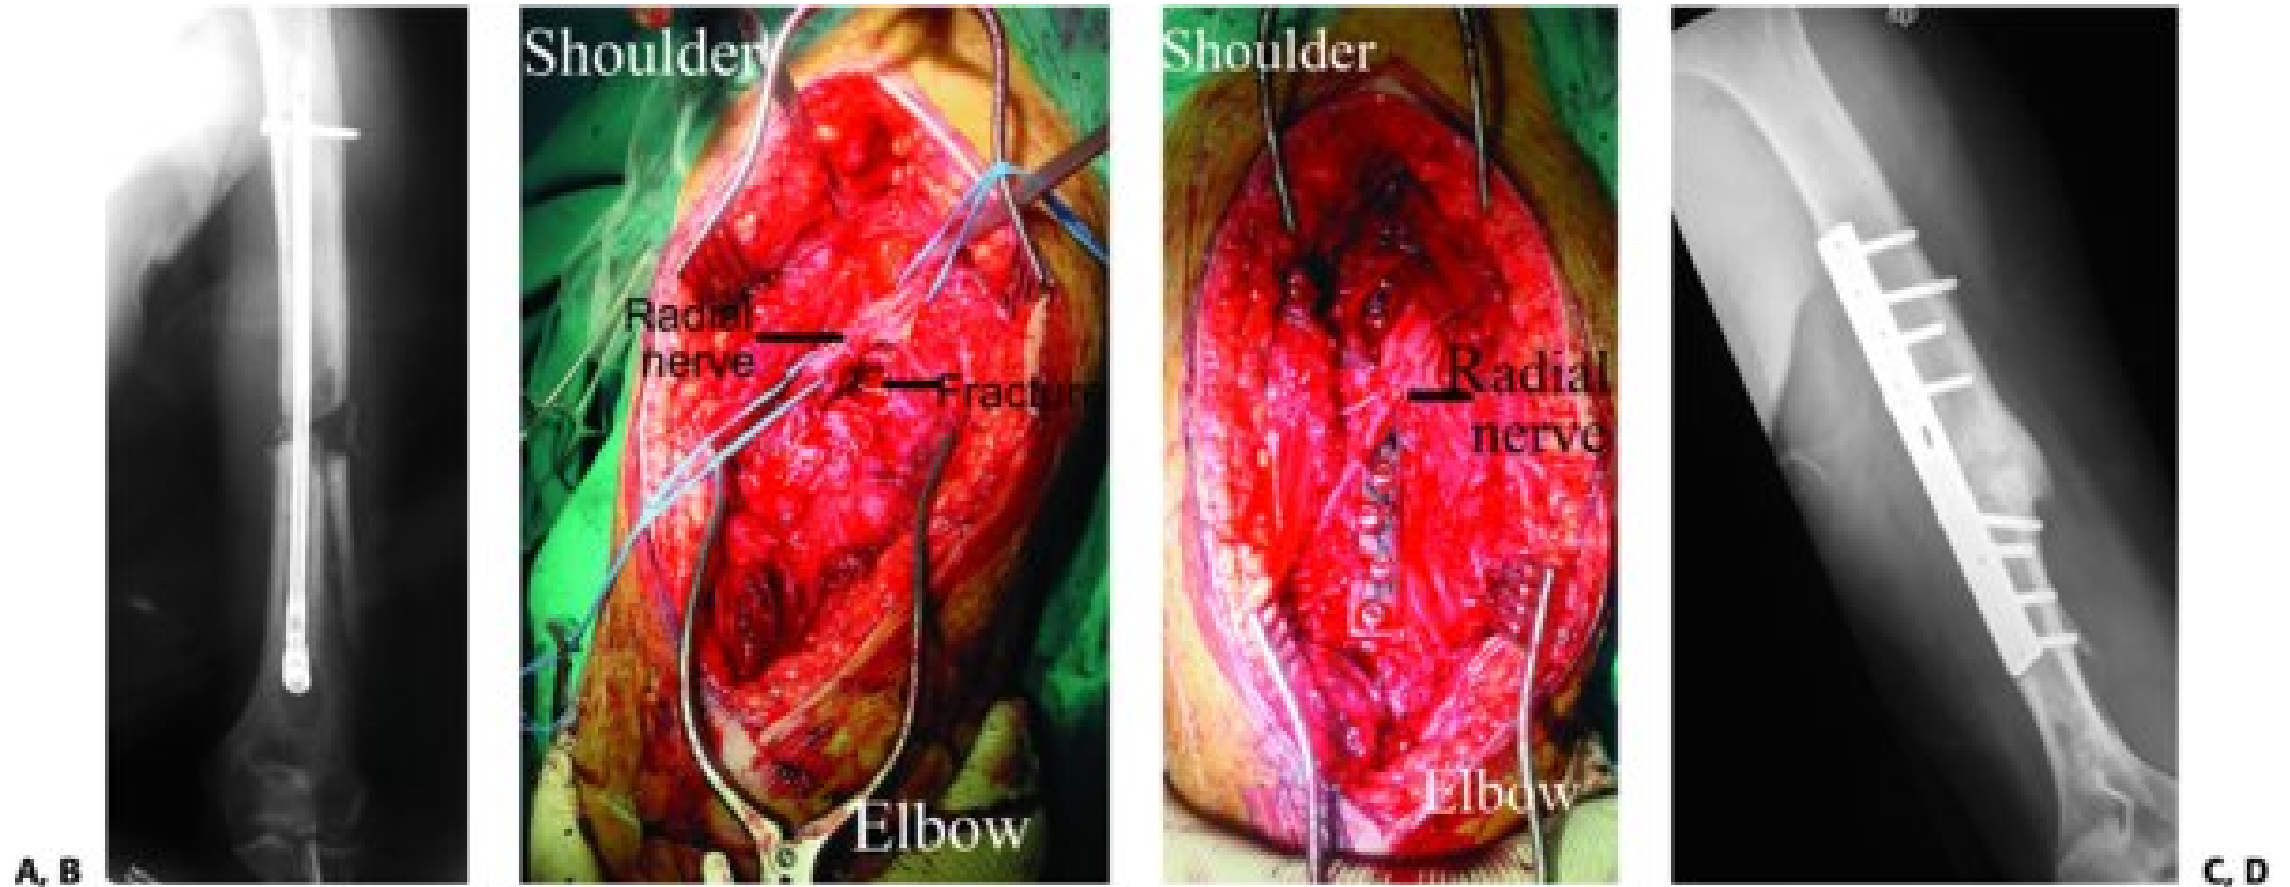 Shoulder
Radial
nerve
Fracture
Elbow
Shoulder
Radial
nerve
Elbow
A, B
C, D